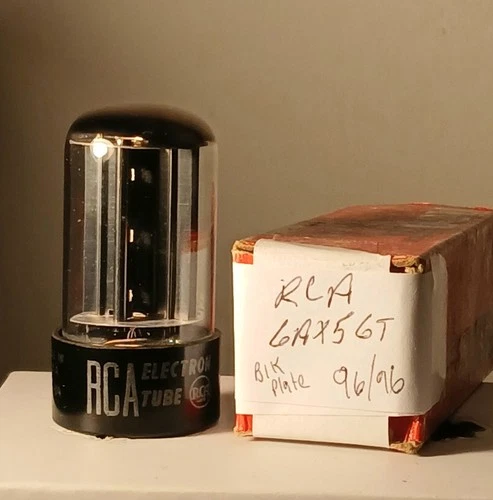 RCA
ELECTRON
TUBE
RCA
RCA
6AX5GT
Blk
Plate
96/96